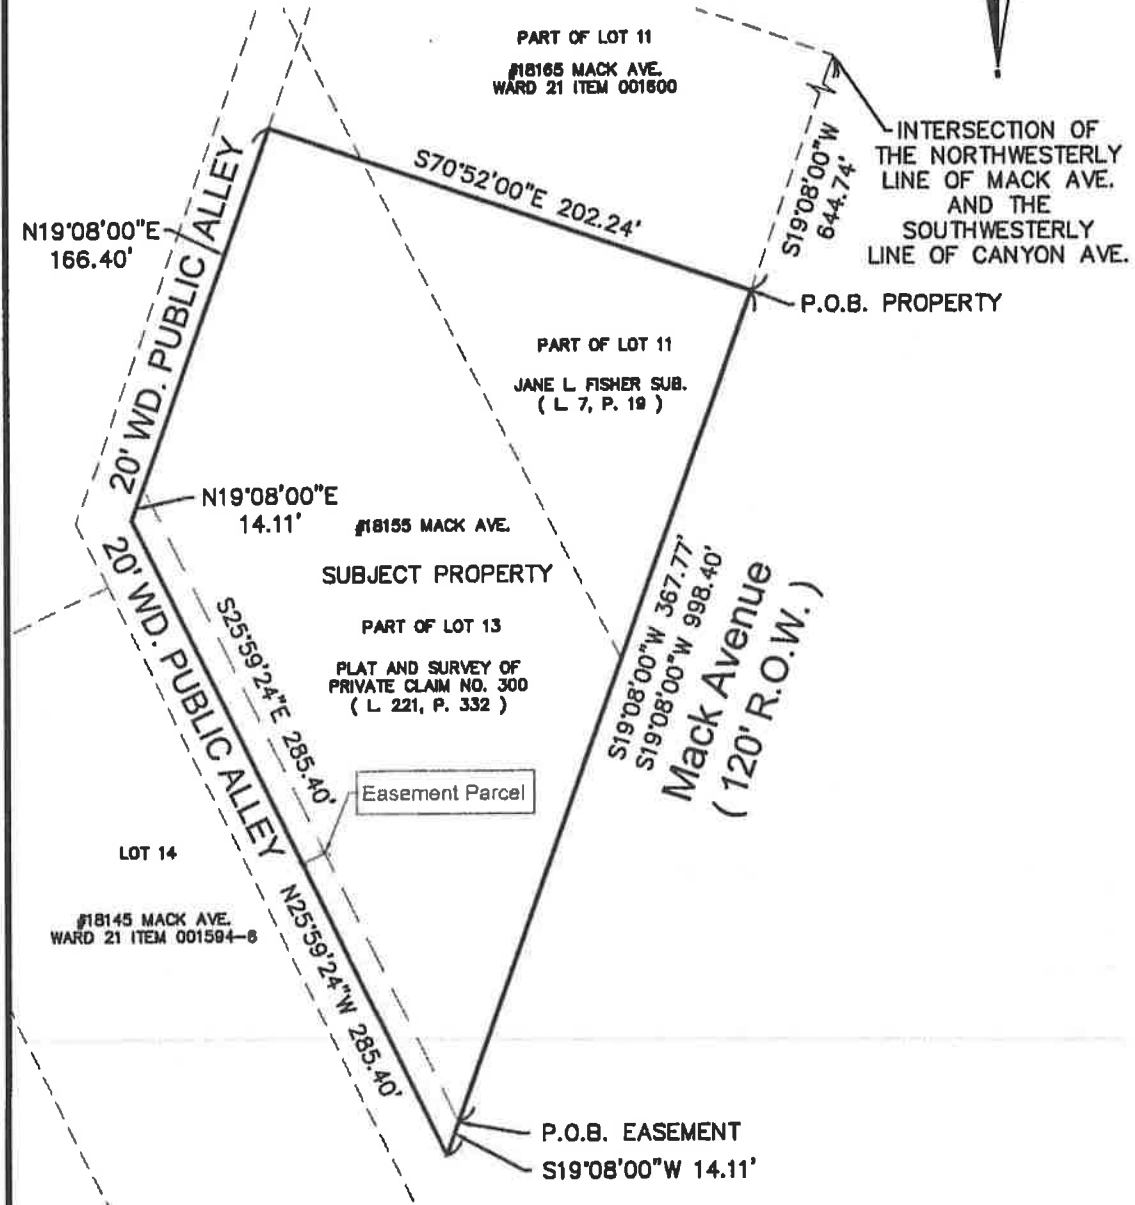 PART OF LOT 11
#18165 MACK AVE.
WARD 21 ITEM 001600
INTERSECTION OF
THE NORTHWESTERLY
LINE OF MACK AVE.
AND THE
SOUTHWESTERLY
LINE OF CANYON AVE.
S19°08'00"W
644.74'
S70°52'00"E 202.24'
N19°08'00"E
166.40'
20' WD. PUBLIC ALLEY
P.O.B. PROPERTY
PART OF LOT 11
JANE L FISHER SUB.
( L 7, P. 19 )
N19°08'00"E
14.11'
#18155 MACK AVE.
SUBJECT PROPERTY
PART OF LOT 13
PLAT AND SURVEY OF
PRIVATE CLAIM NO. 300
( L 221, P. 332 )
S19°08'00"W 367.77'
S19°08'00"W 998.40'
Mack Avenue
( 120' R.O.W. )
20' WD. PUBLIC ALLEY
S25°59'24"E 285.40'
Easement Parcel
LOT 14
#18145 MACK AVE.
WARD 21 ITEM 001594-6
N25°59'24"W 285.40'
P.O.B. EASEMENT
S19°08'00"W 14.11'